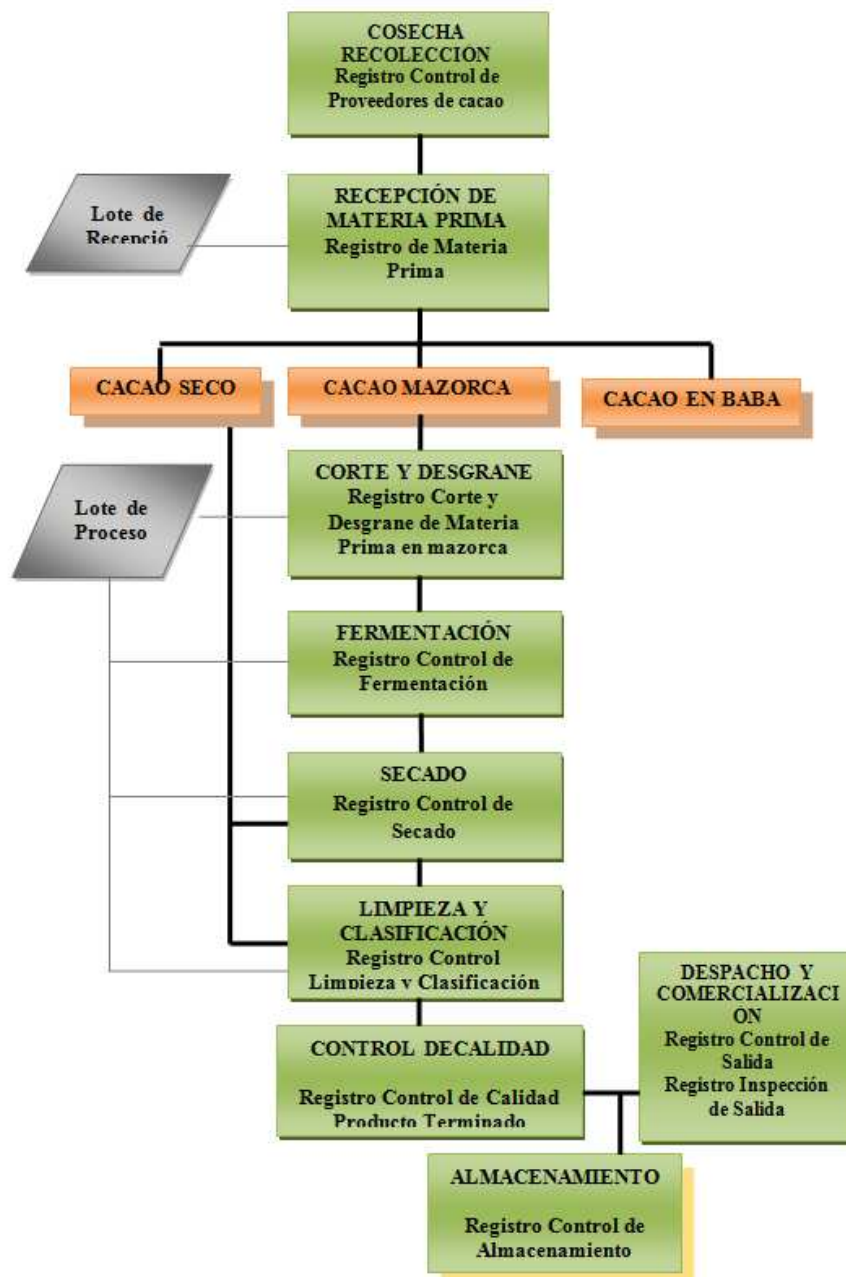 COSECHA
RECOLECCION
Registro Control de
Proveedores de cacao
Lote de
Recepció
RECEPCIÓN DE
MATERIA PRIMA
Registro de Materia
Prima
CACAO SECO
CACAO MAZORCA
CACAO EN BABA
Lote de
Proceso
CORTE Y DESGRANE
Registro Corte y
Desgrane de Materia
Prima en mazorca
FERMENTACIÓN
Registro Control de
Fermentación
SECADO
Registro Control de
Secado
LIMPIEZA Y
CLASIFICACIÓN
Registro Control
Limpieza y Clasificación
DESPACHO Y
COMERCIALIZACI
ÓN
Registro Control de
Salida
Registro Inspección
de Salida
CONTROL DECALIDAD
Registro Control de Calidad
Producto Terminado
ALMACENAMIENTO
Registro Control de
Almacenamiento